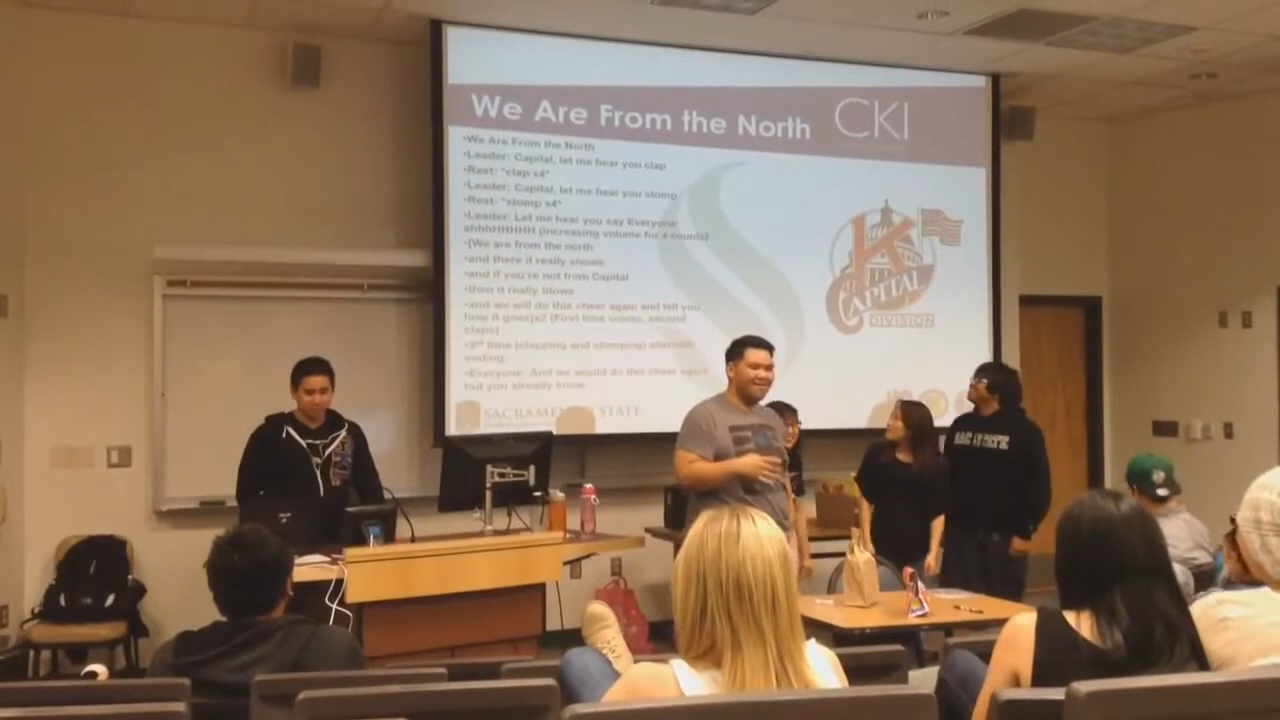 We Are From the North
CKI
•We Are From the North
•Leader: Capital, let me hear you clap
•Rest: "clap x4"
•Leader: Capital, let me hear you stomp
•Rest: "stomp x4"
•Leader: Let me hear you say Everyone:
ahhhHHHHH (increasing volume for 4 counts)
•[We are from the north
•and there it really snows
•and if you're not from Capital
•then it really blows
•and we will do this cheer again and tell you
how it goes]x2 (First time voices, second
claps)
•3rd time (clapping and stomping) alternate
ending:
•Everyone: And we would do this cheer again
but you already know
K
CAPITAL
DIVISION
SACRAMENTO STATE
SAC STATE